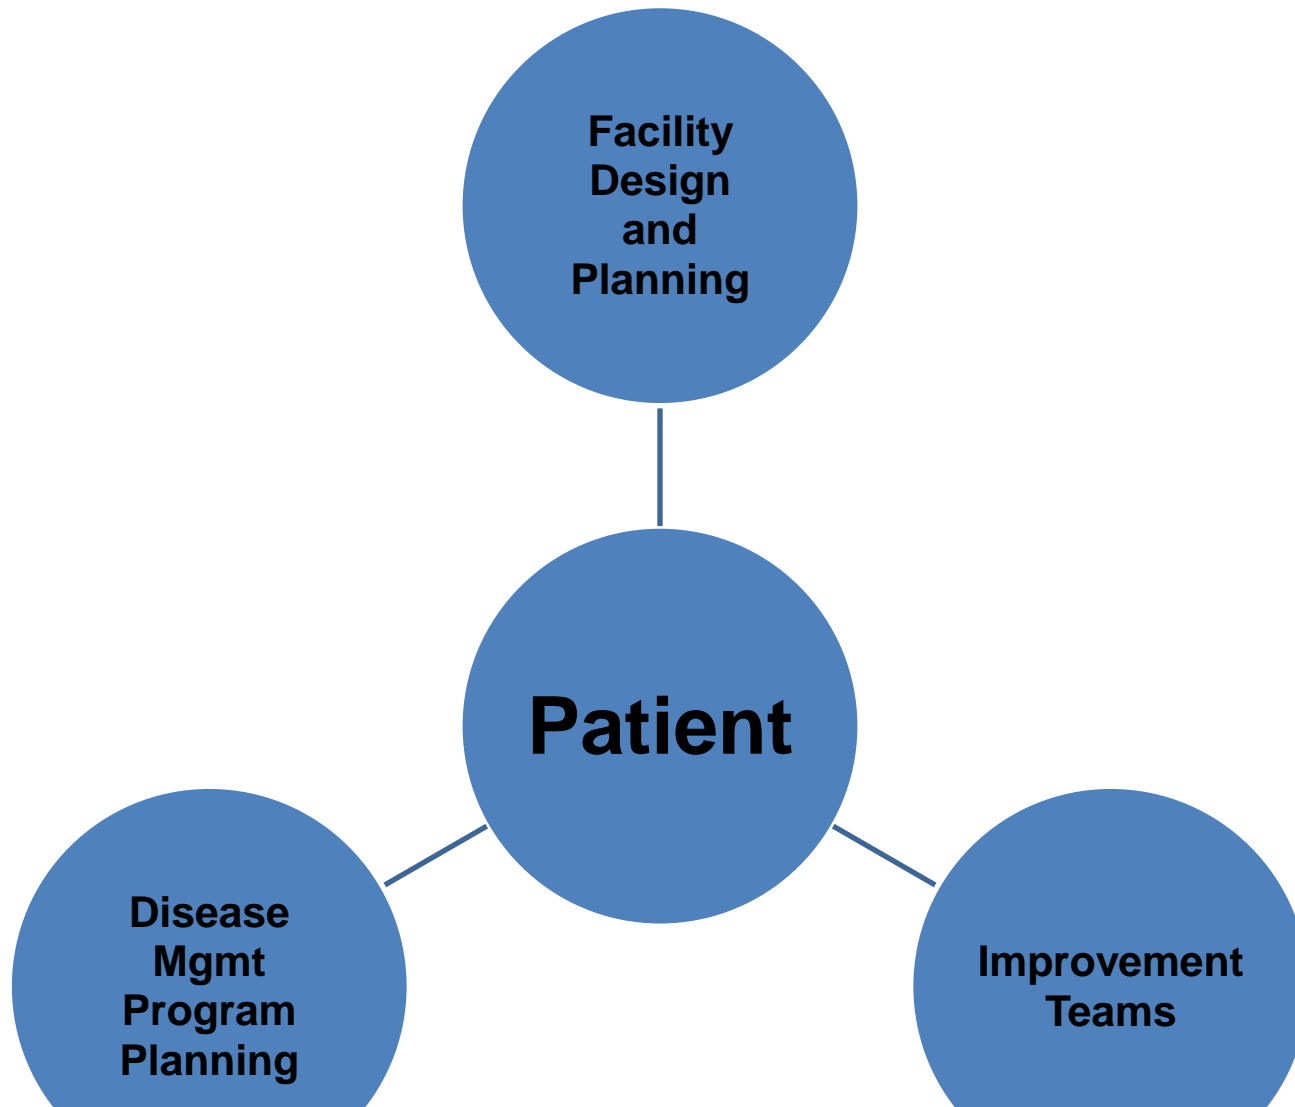 Facility
Design
and
Planning
Patient
Disease
Mgmt
Program
Planning
Improvement
Teams